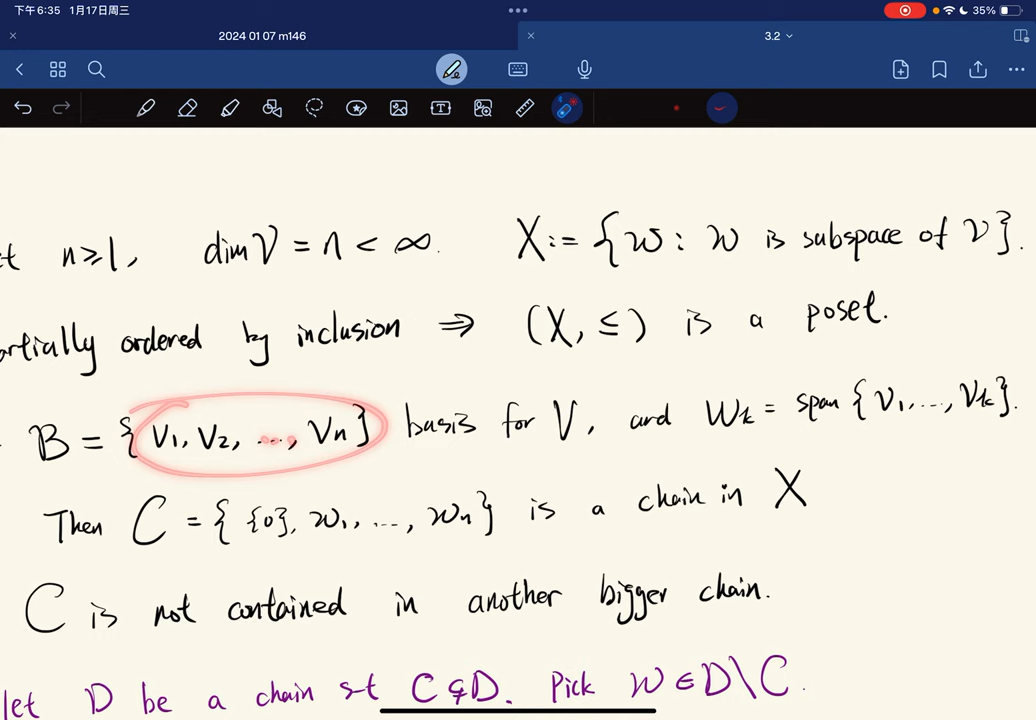 下午6:35 1月17日周三 35%
2024 01 07 m146 3.2
n≥1, dim V = n < ∞. X := {W : W is subspace of V}.
ordered by inclusion ⇒ (X, ≤) is a poset.
B = {v1, v2, ..., vn} basis for V, and Wk = span {v1, ..., vk}.
Then C = { {0}, W1, ..., Wn} is a chain in X
C is not contained in another bigger chain.
let D be a chain st C ⊊ D. Pick W ∈ D\C.